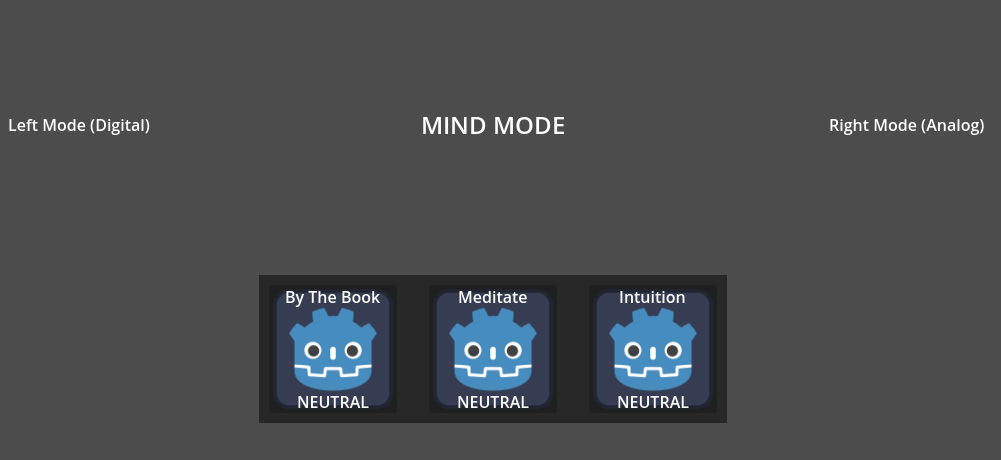 Left Mode (Digital)
MIND MODE
Right Mode (Analog)
By The Book
Meditate
Intuition
NEUTRAL
NEUTRAL
NEUTRAL